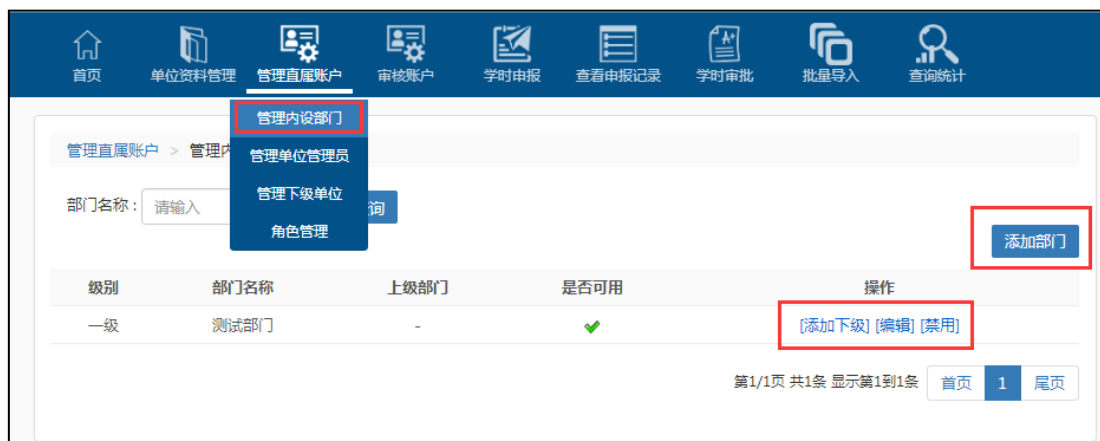 首页 单位资料管理 管理直属账户 审核账户 学时申报 查看申报记录 学时审批 批量导入 查询统计
管理内设部门
管理直属账户 > 管理内
管理单位管理员
管理下级单位
部门名称: 请输入 询
角色管理
添加部门
级别 部门名称 上级部门 是否可用 操作
一级 测试部门 - [添加下级] [编辑] [禁用]
第1/1页 共1条 显示第1到1条 首页 1 尾页